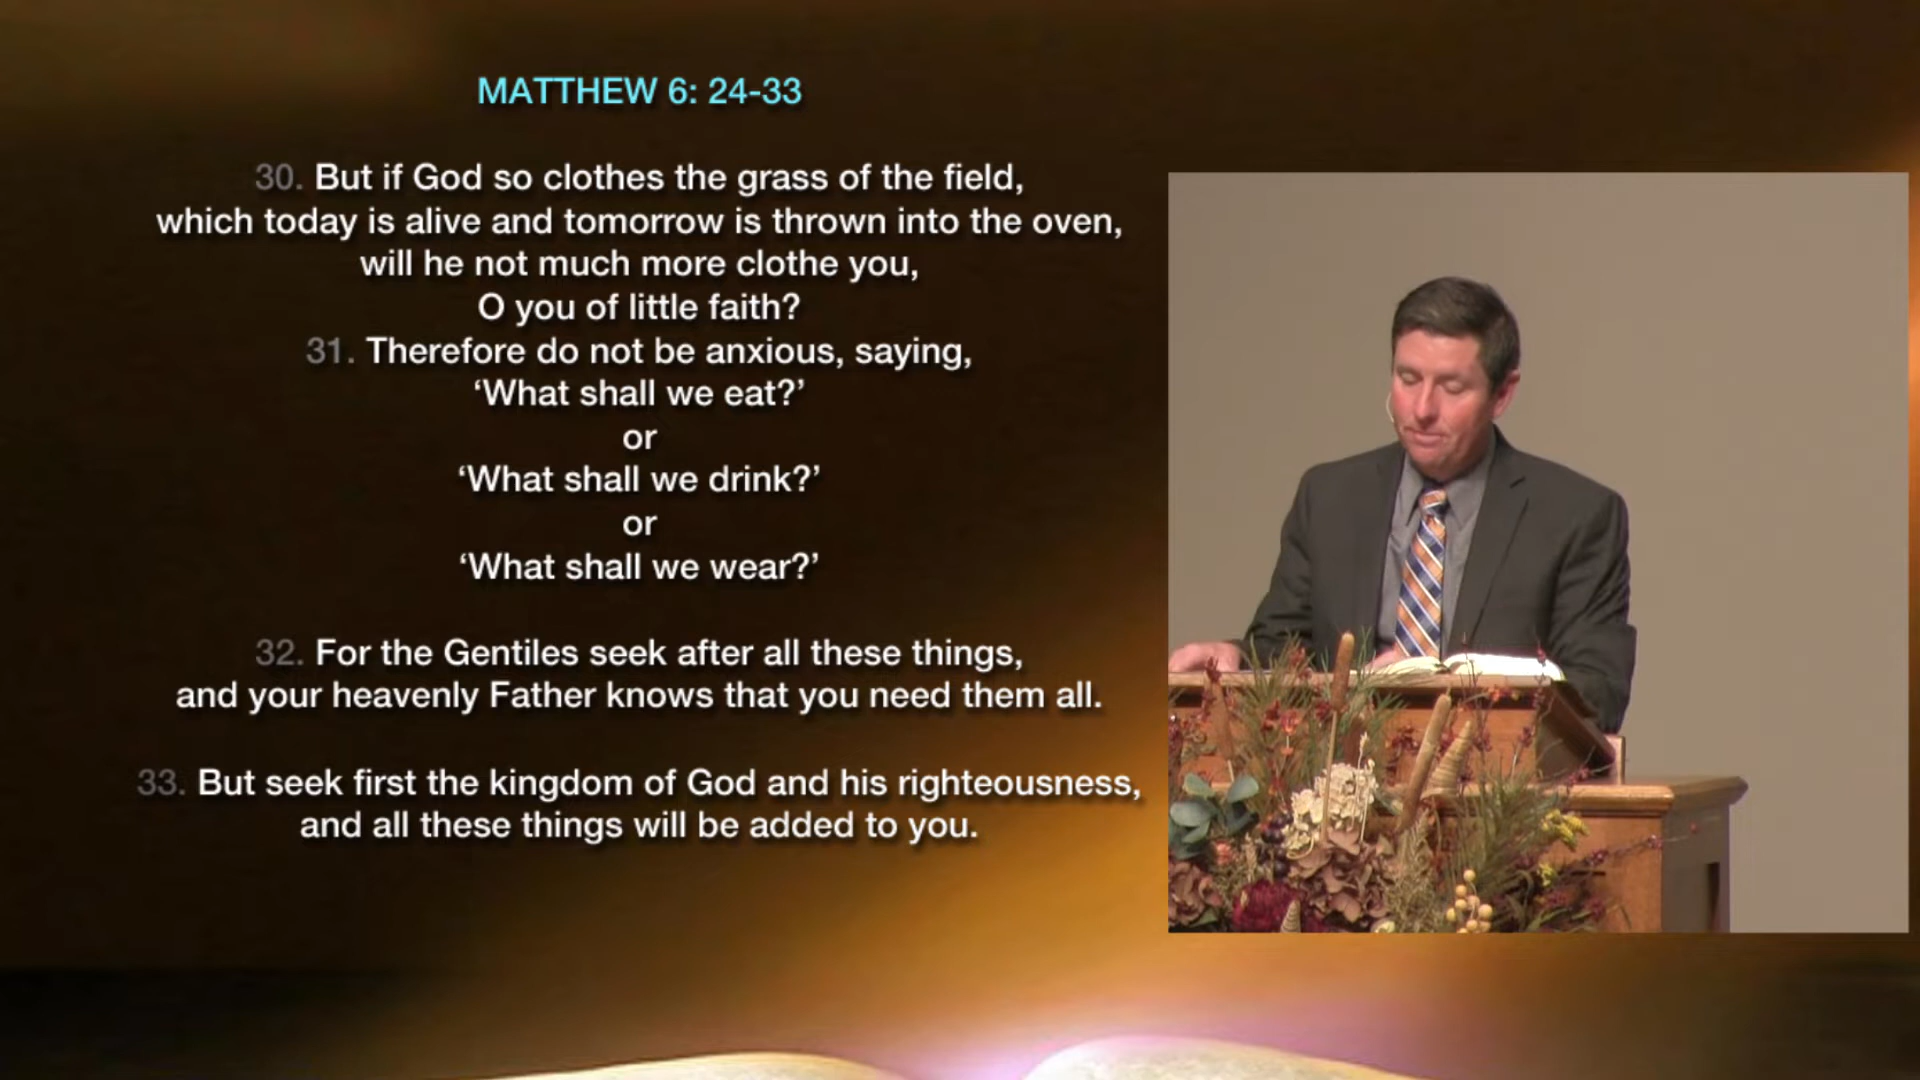 MATTHEW 6: 24-33
30. But if God so clothes the grass of the field,
which today is alive and tomorrow is thrown into the oven,
will he not much more clothe you,
O you of little faith?
31. Therefore do not be anxious, saying,
‘What shall we eat?’
or
‘What shall we drink?’
or
‘What shall we wear?’
32. For the Gentiles seek after all these things,
and your heavenly Father knows that you need them all.
33. But seek first the kingdom of God and his righteousness,
and all these things will be added to you.